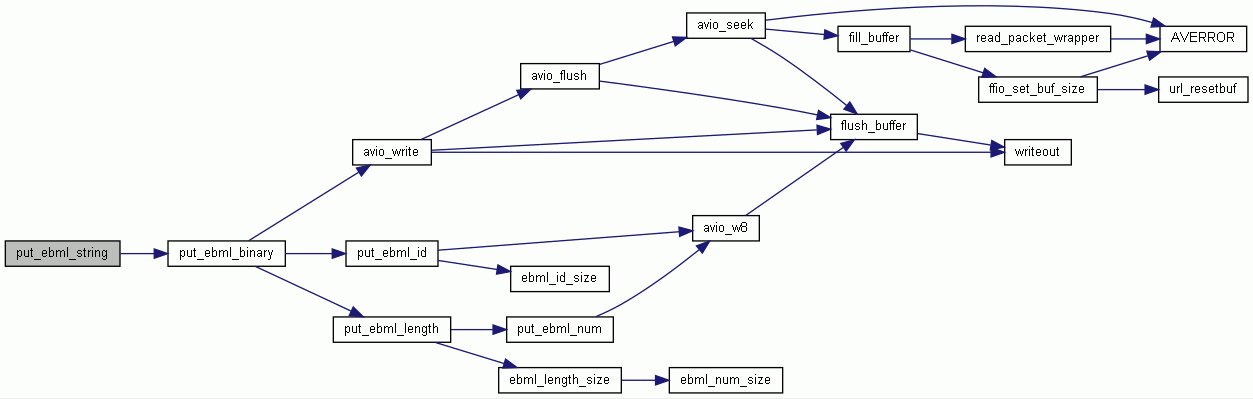 avio_seek
fill_buffer
read_packet_wrapper
AVERROR
avio_flush
ffio_set_buf_size
url_resetbuf
flush_buffer
avio_write
writeout
avio_w8
put_ebml_string
put_ebml_binary
put_ebml_id
ebml_id_size
put_ebml_length
put_ebml_num
ebml_length_size
ebml_num_size